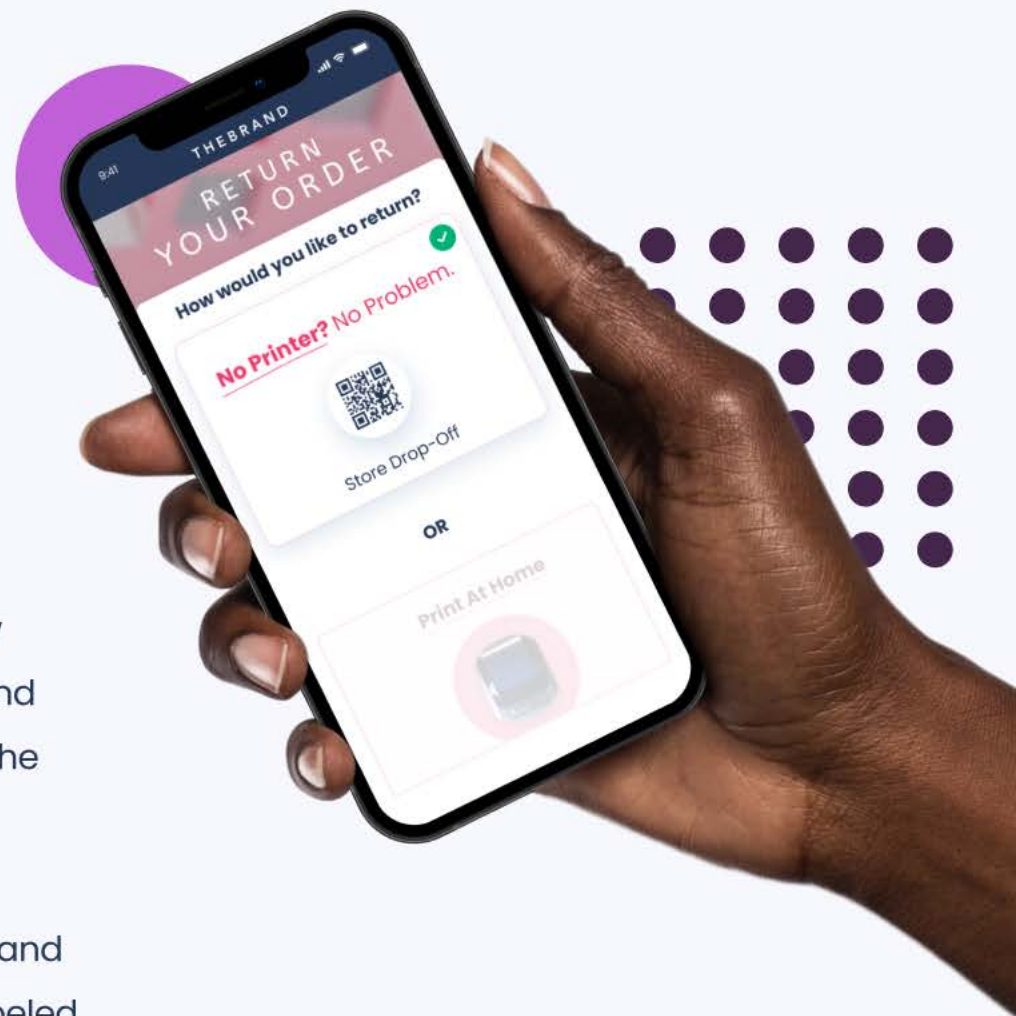 9:41
THEBRAND
RETURN
YOUR ORDER
How would you like to return?
No Printer? No Problem.
Store Drop-Off
OR
Print At Home
nd
he
and